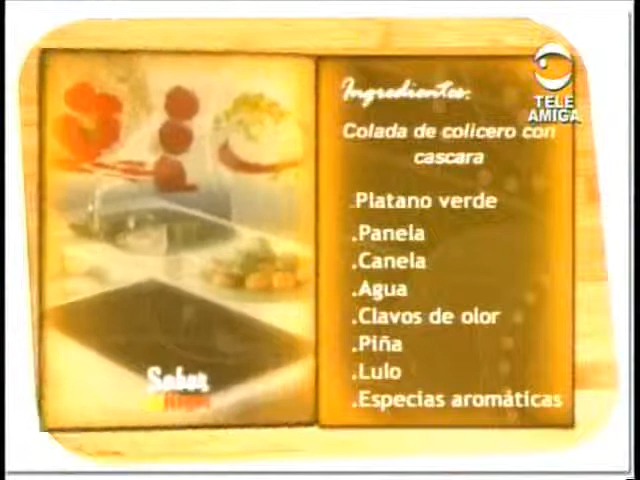 Ingredientes:
TELE
AMIGA
Colada de colicero con
cascara
.Platano verde
.Panela
.Canela
.Agua
.Clavos de olor
.Piña
.Lulo
.Especias aromáticas
Sabor